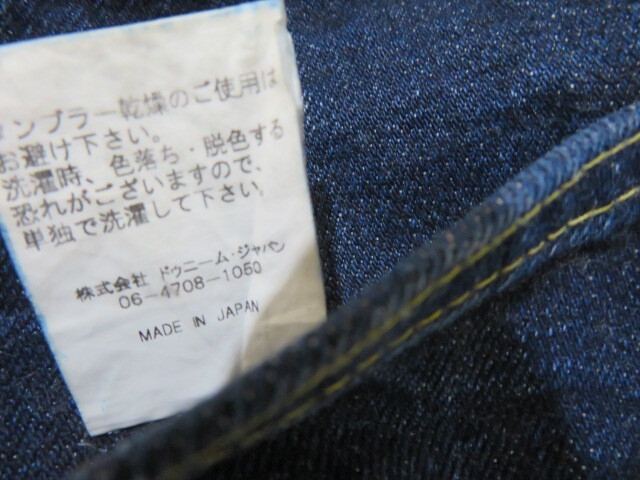 タンブラー乾燥のご使用は
お避け下さい。
洗濯時、色落ち・脱色する
恐れがございますので、
単独で洗濯して下さい。
株式会社 ドゥニーム・ジャパン
06-4708-1050
MADE IN JAPAN